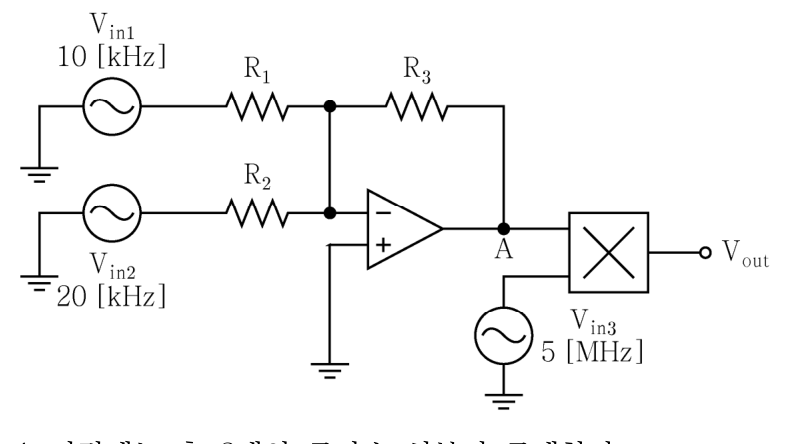 V_in1
10 [kHz]
R_1
R_3
R_2
V_in2
20 [kHz]
−
+
A
V_out
V_in3
5 [MHz]